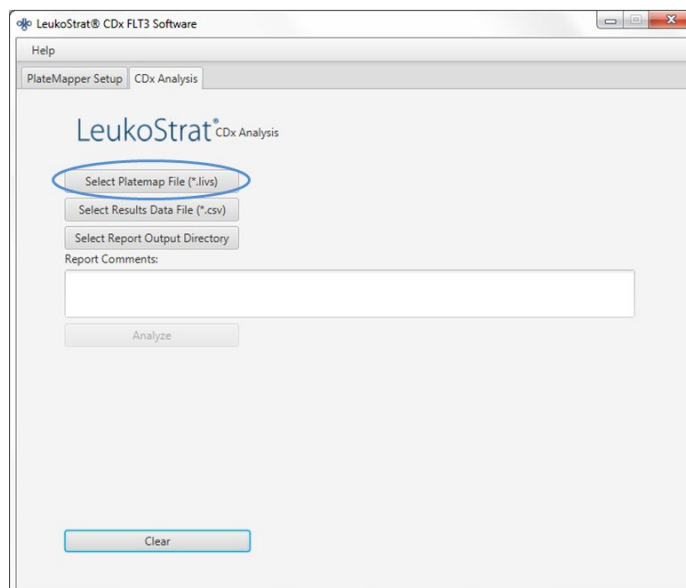 LeukoStrat® CDx FLT3 Software
Help
PlateMapper Setup CDx Analysis
LeukoStrat® CDx Analysis
Select Platemap File (*.livs)
Select Results Data File (*.csv)
Select Report Output Directory
Report Comments:
Analyze
Clear